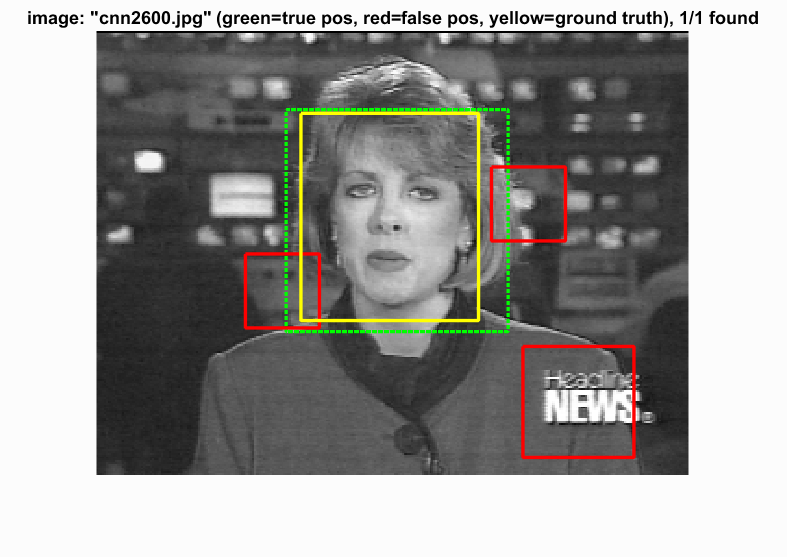 image: "cnn2600.jpg" (green=true pos, red=false pos, yellow=ground truth), 1/1 found
Headline
NEWS.